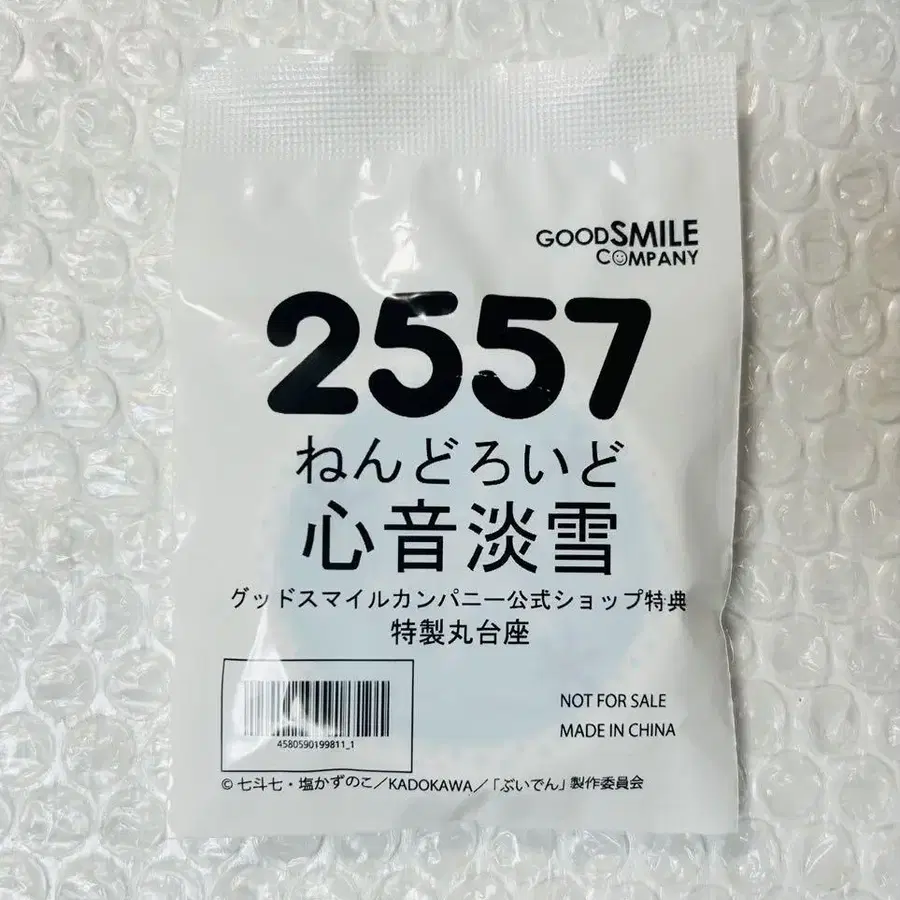 GOODSMILE
COMPANY
2557
ねんどろいど
心音淡雪
グッドスマイルカンパニー公式ショップ特典
特製丸台座
NOT FOR SALE
MADE IN CHINA
4580590199811_1
© 七斗七・塩かずのこ／KADOKAWA／「ぶいでん」製作委員会